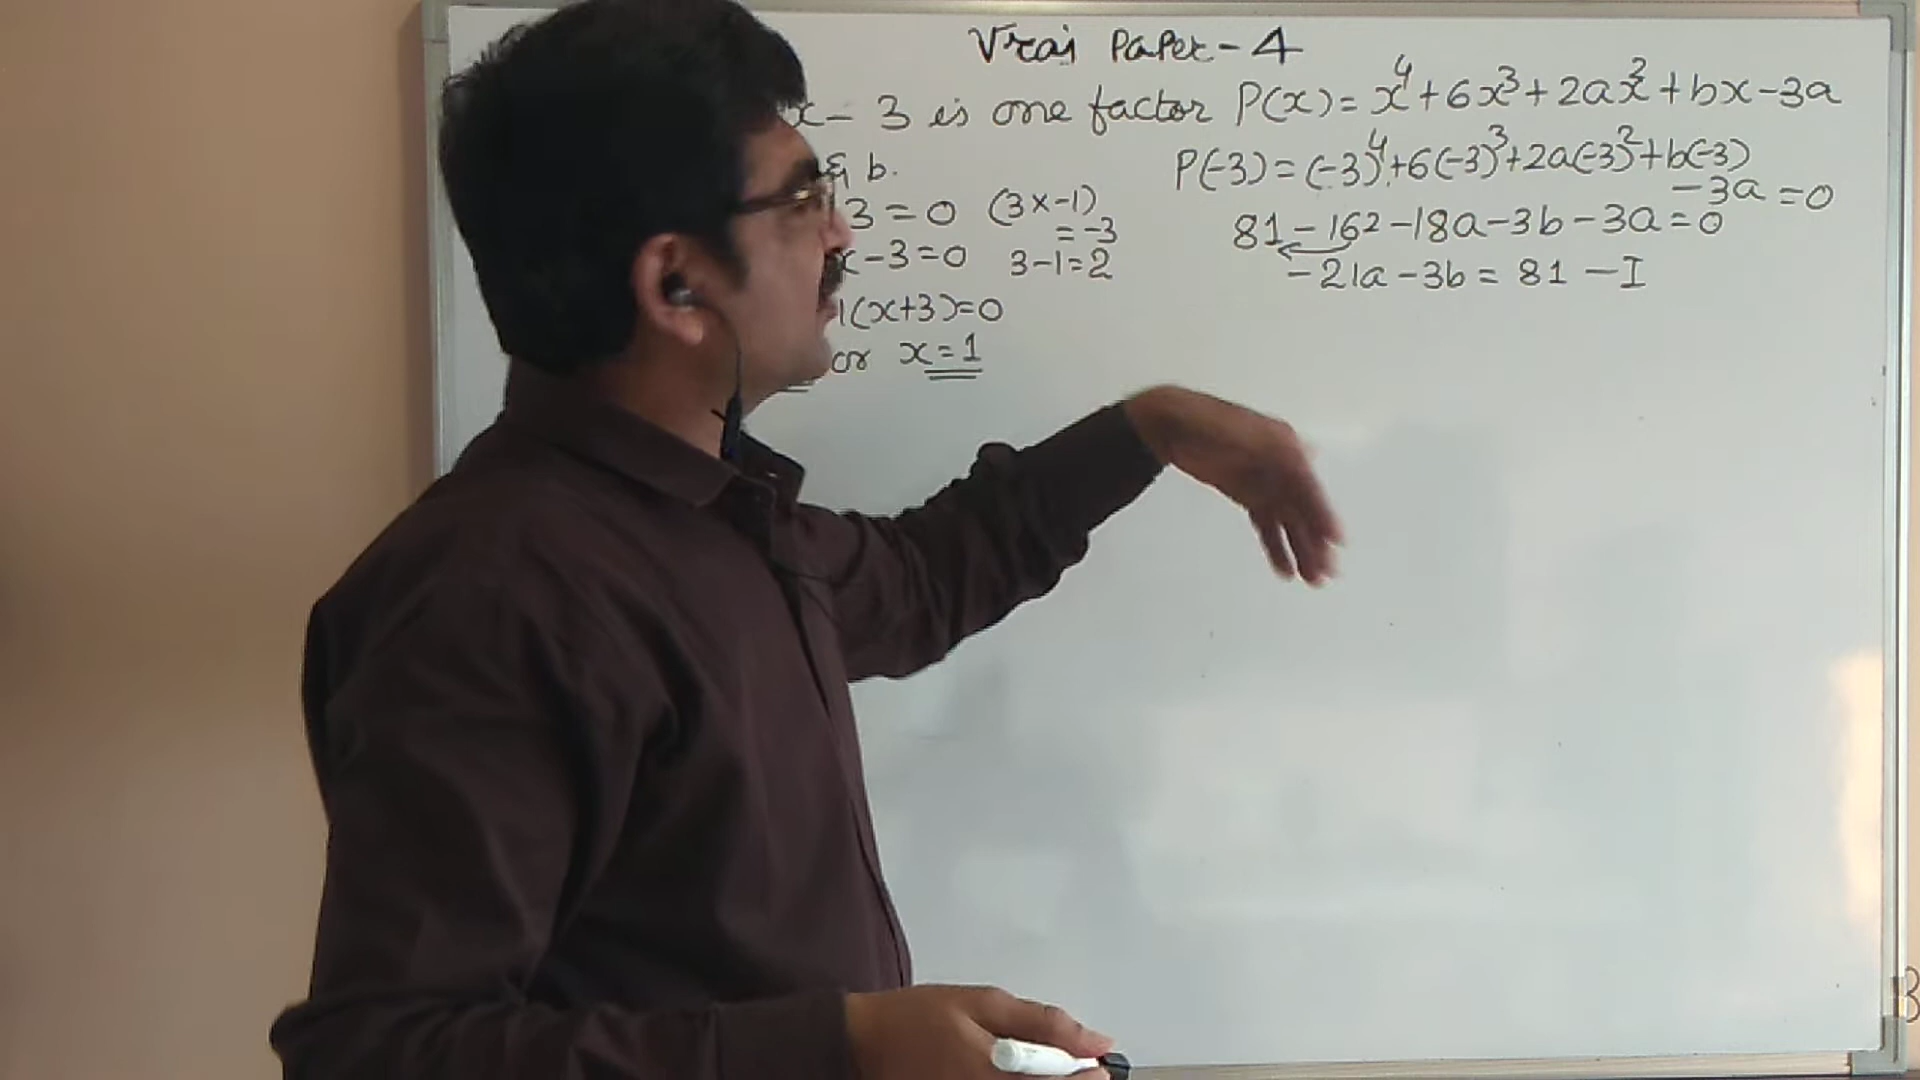 Vraj Paper - 4
x - 3 is one factor P(x) = x⁴ + 6x³ + 2ax² + bx - 3a
& b.
3 = 0 (3 x -1)
= -3
x - 3 = 0 3 - 1 = 2
1(x+3) = 0
or x = 1
P(-3) = (-3)⁴ + 6(-3)³ + 2a(-3)² + b(-3)
- 3a = 0
81 - 162 - 18a - 3b - 3a = 0
- 21a - 3b = 81 - I